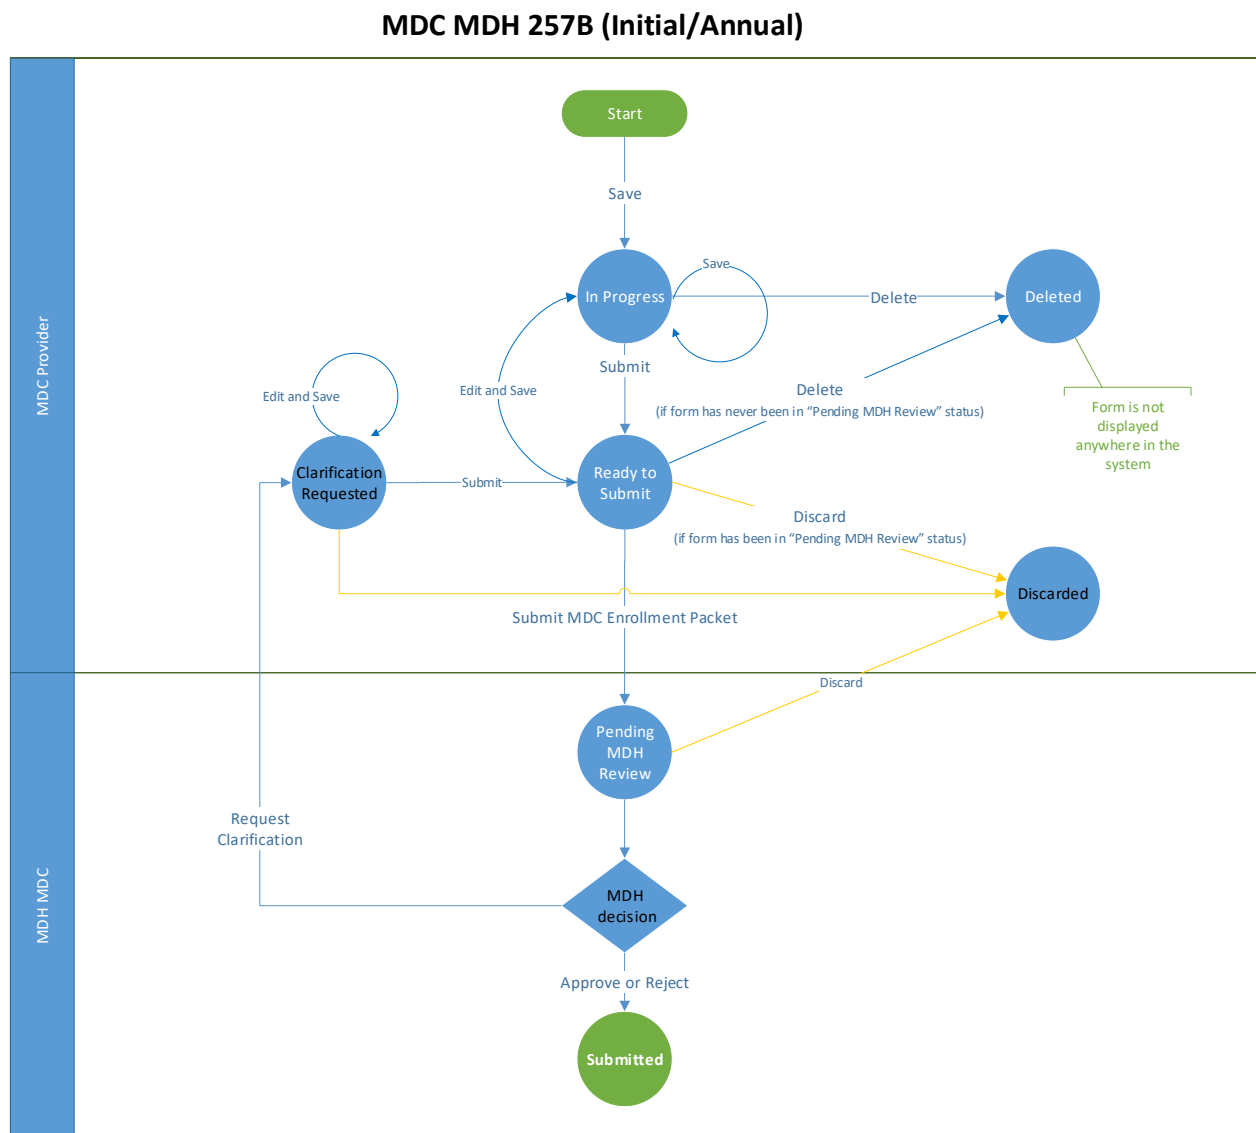 MDC MDH 257B (Initial/Annual)
MDC Provider
Start
Save
In Progress
Save
Delete
Deleted
Submit
Edit and Save
Edit and Save
Delete
(if form has never been in “Pending MDH Review” status)
Form is not
displayed
anywhere in the
system
Clarification
Requested
Submit
Ready to
Submit
Discard
(if form has been in “Pending MDH Review” status)
Discarded
Submit MDC Enrollment Packet
Discard
MDH MDC
Pending
MDH
Review
Request
Clarification
MDH
decision
Approve or Reject
Submitted